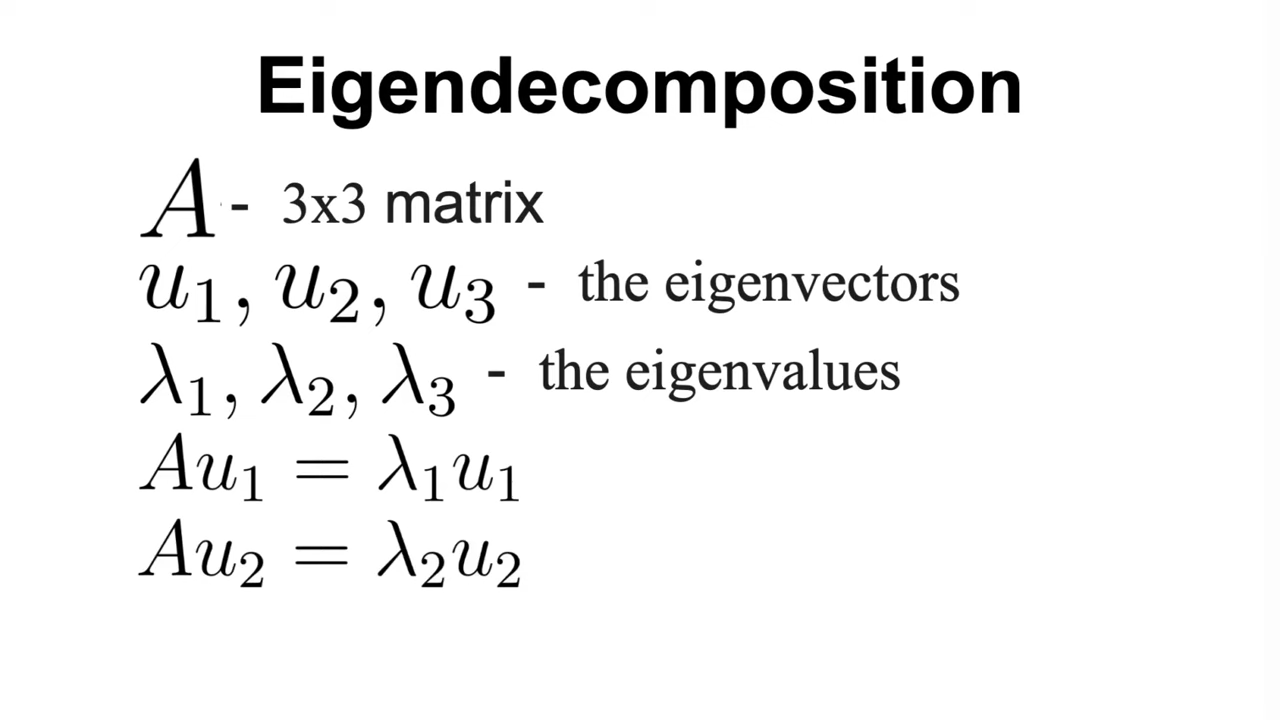 Eigendecomposition
A - 3x3 matrix
u₁, u₂, u₃ - the eigenvectors
λ₁, λ₂, λ₃ - the eigenvalues
Au₁ = λ₁u₁
Au₂ = λ₂u₂